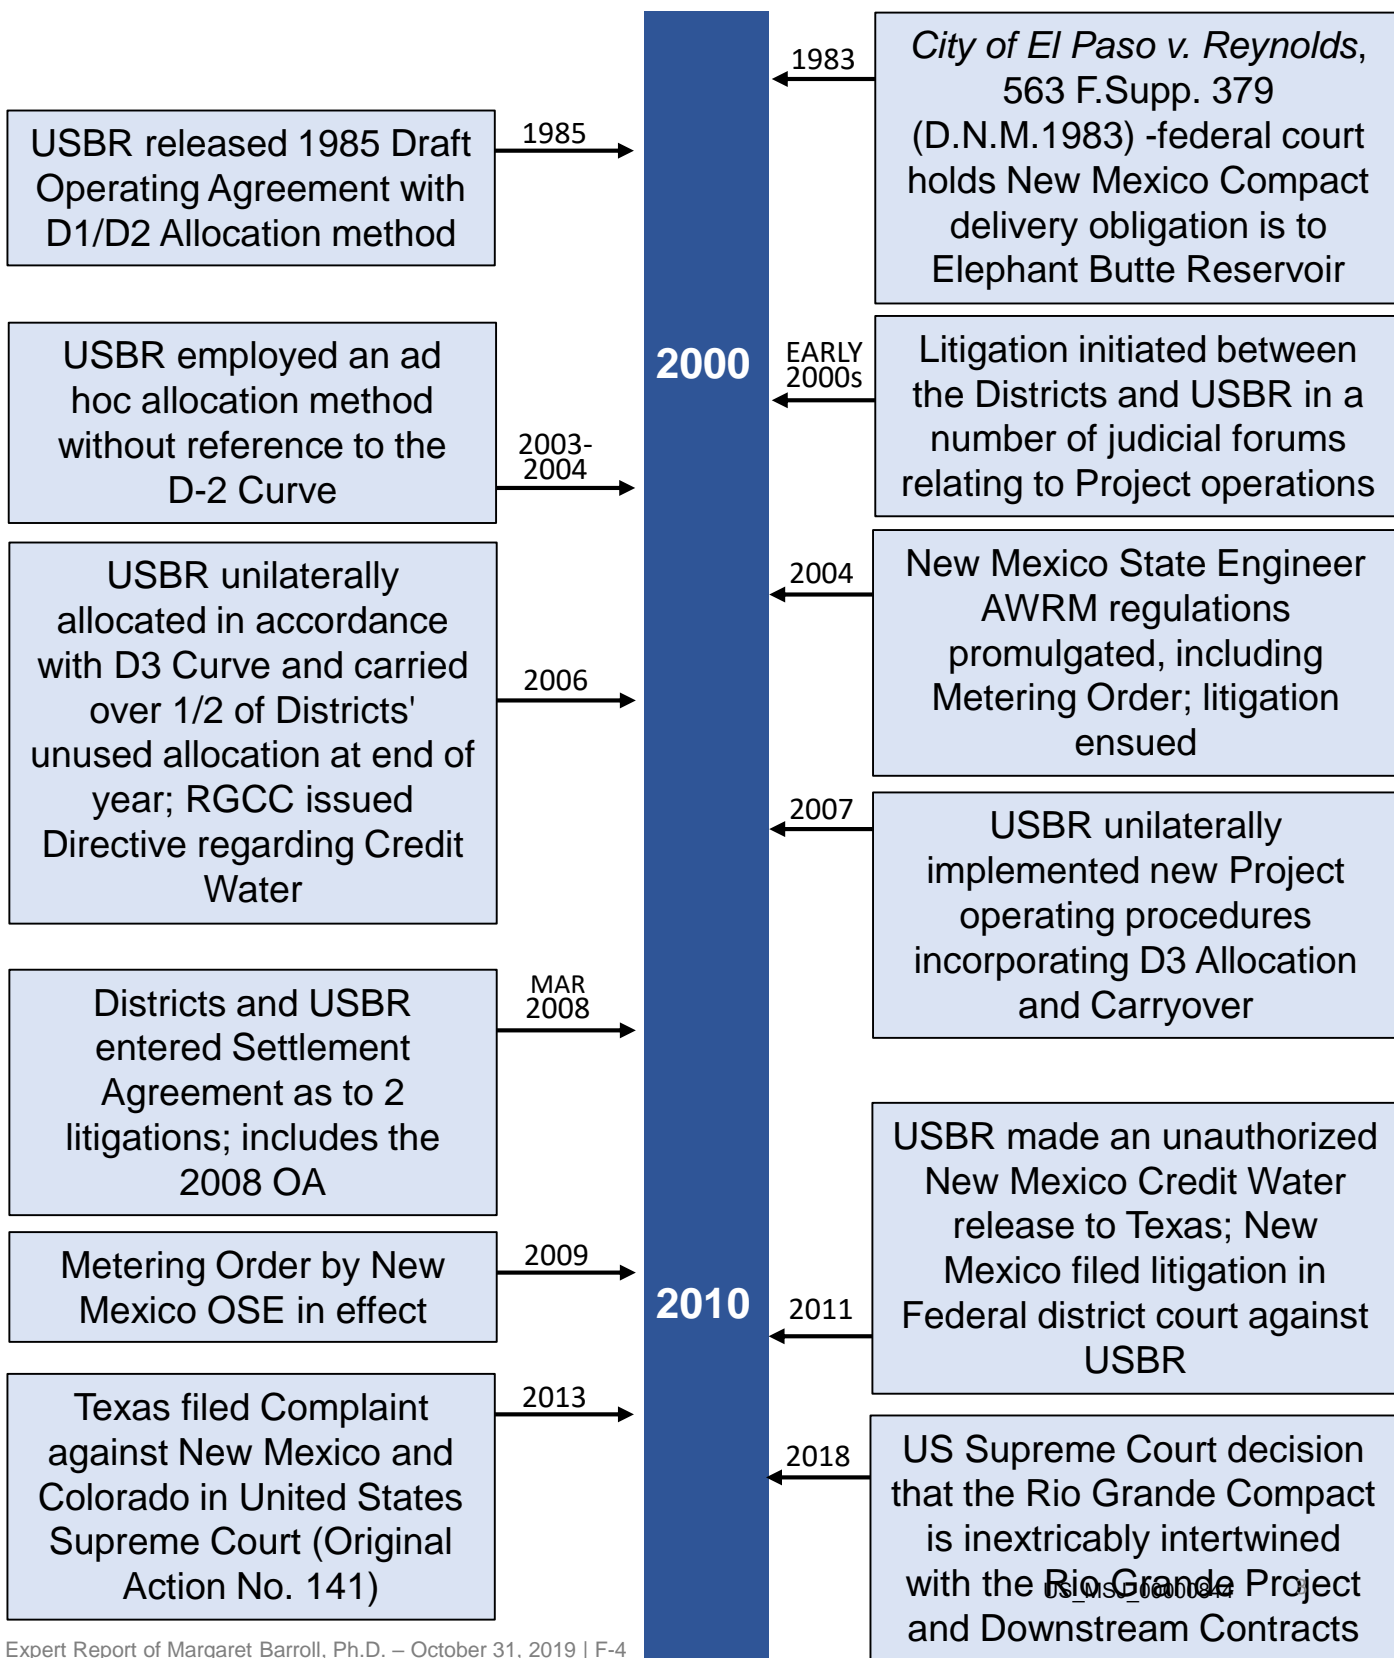 1983
City of El Paso v. Reynolds,
563 F.Supp. 379
(D.N.M.1983) -federal court
holds New Mexico Compact
delivery obligation is to
Elephant Butte Reservoir
1985
USBR released 1985 Draft
Operating Agreement with
D1/D2 Allocation method
2000
EARLY
2000s
Litigation initiated between
the Districts and USBR in a
number of judicial forums
relating to Project operations
USBR employed an ad
hoc allocation method
without reference to the
D-2 Curve
2003-
2004
2004
New Mexico State Engineer
AWRM regulations
promulgated, including
Metering Order; litigation
ensued
USBR unilaterally
allocated in accordance
with D3 Curve and carried
over 1/2 of Districts'
unused allocation at end of
year; RGCC issued
Directive regarding Credit
Water
2006
2007
USBR unilaterally
implemented new Project
operating procedures
incorporating D3 Allocation
and Carryover
Districts and USBR
entered Settlement
Agreement as to 2
litigations; includes the
2008 OA
MAR
2008
Metering Order by New
Mexico OSE in effect
2009
2010
2011
USBR made an unauthorized
New Mexico Credit Water
release to Texas; New
Mexico filed litigation in
Federal district court against
USBR
Texas filed Complaint
against New Mexico and
Colorado in United States
Supreme Court (Original
Action No. 141)
2013
2018
US Supreme Court decision
that the Rio Grande Compact
is inextricably intertwined
with the Rio Grande Project
and Downstream Contracts
US_MSJ_00000844
Expert Report of Margaret Barroll, Ph.D. – October 31, 2019 | F-4